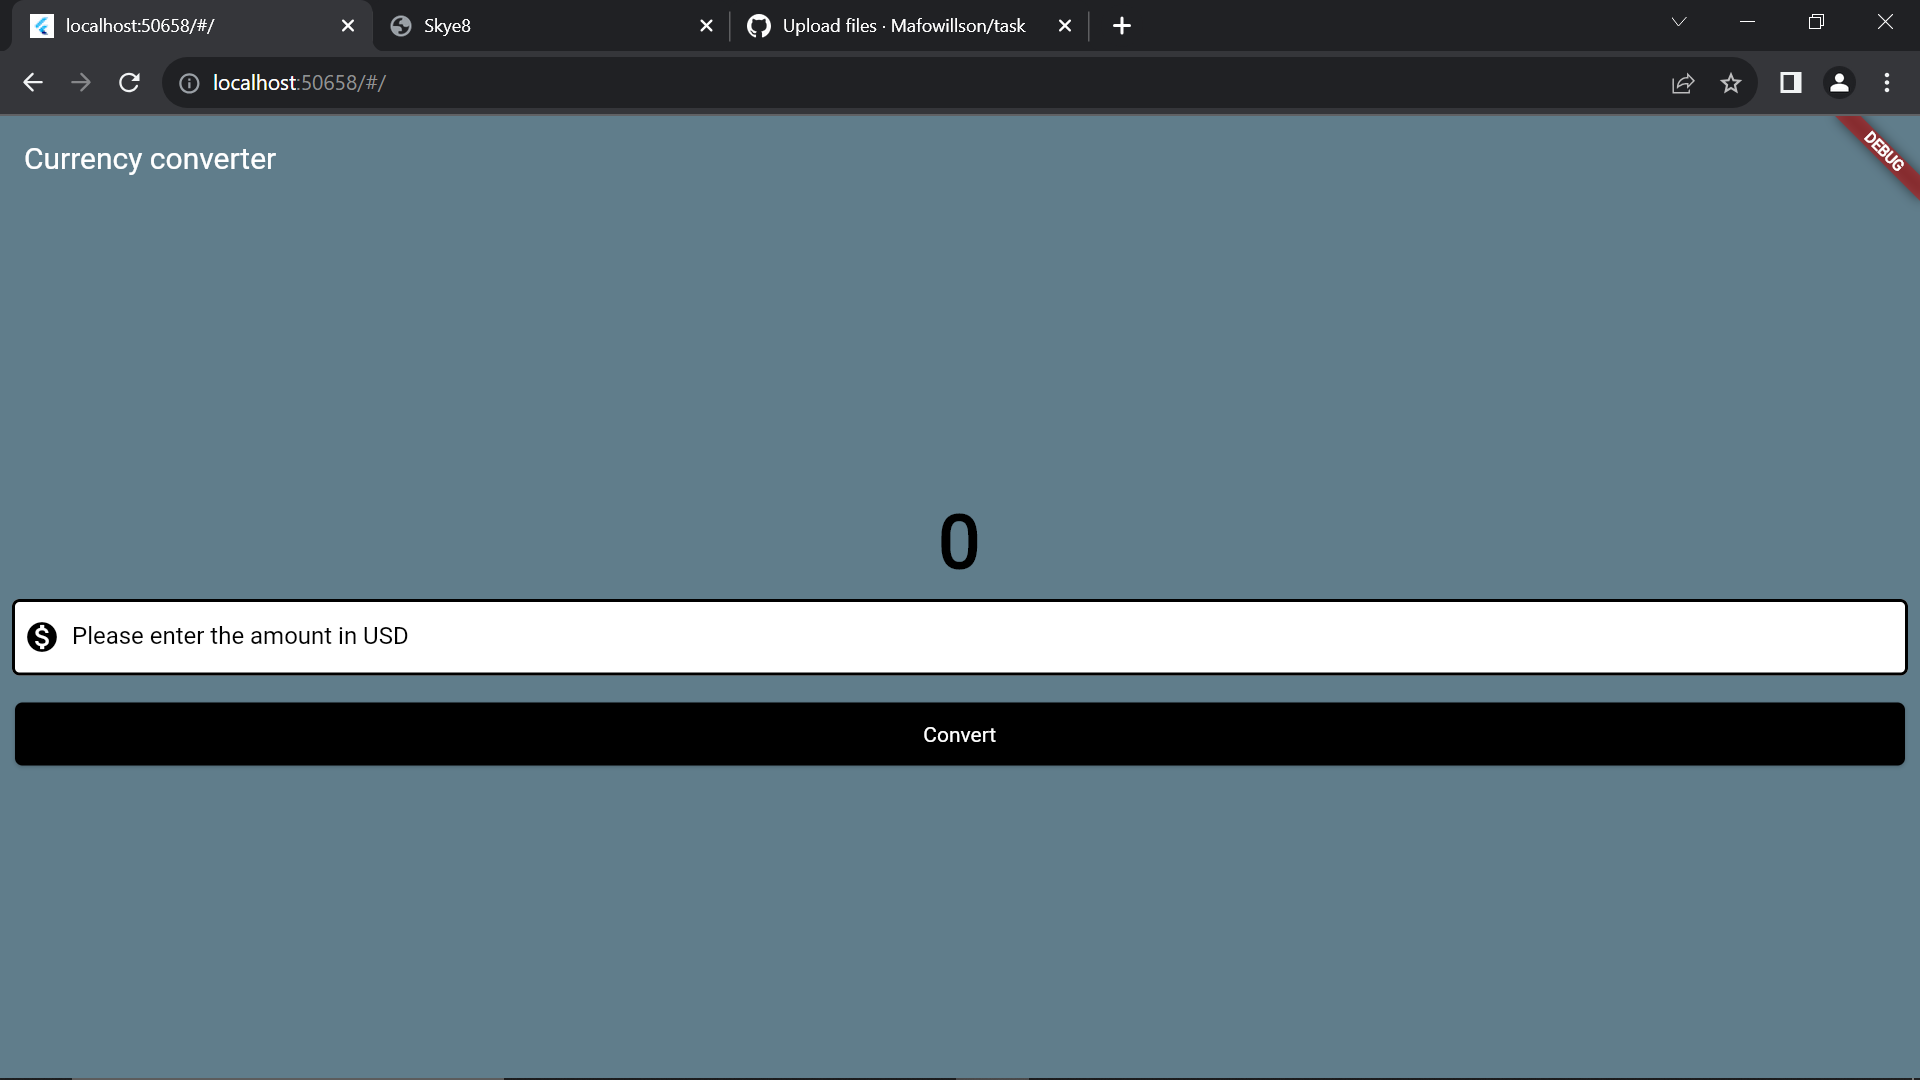 localhost:50658/#/
Skye8
Upload files · Mafowillson/task
localhost:50658/#/
Currency converter
DEBUG
0
Please enter the amount in USD
Convert